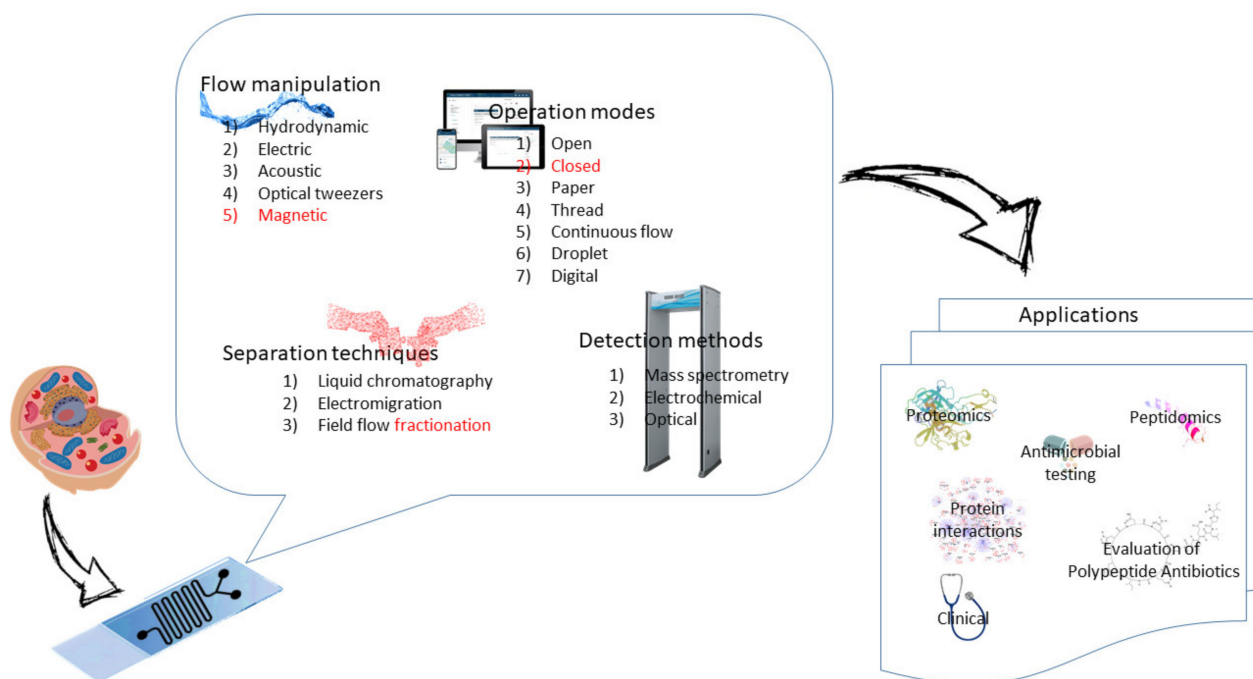 Flow manipulation
1) Hydrodynamic
2) Electric
3) Acoustic
4) Optical tweezers
5) Magnetic
Operation modes
1) Open
2) Closed
3) Paper
4) Thread
5) Continuous flow
6) Droplet
7) Digital
Separation techniques
1) Liquid chromatography
2) Electromigration
3) Field flow fractionation
Detection methods
1) Mass spectrometry
2) Electrochemical
3) Optical
Applications
Proteomics
Peptidomics
Antimicrobial
testing
Protein
interactions
Evaluation of
Polypeptide Antibiotics
Clinical